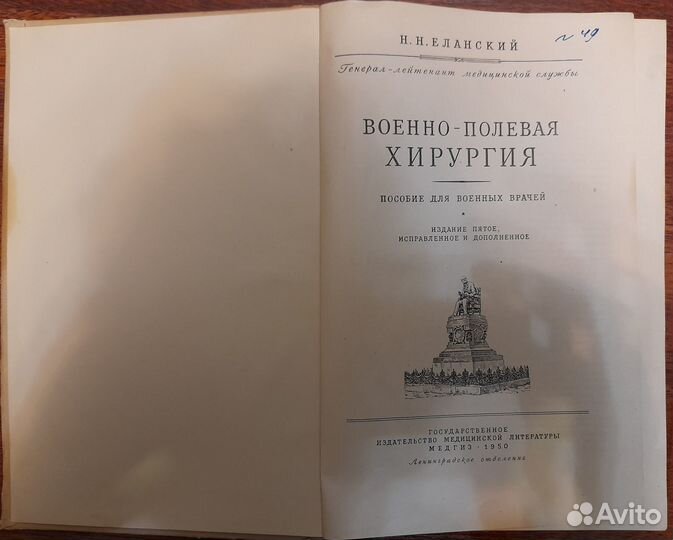 № 49
Н. Н. ЕЛАНСКИЙ
Генерал-лейтенант медицинской службы
ВОЕННО-ПОЛЕВАЯ
ХИРУРГИЯ
ПОСОБИЕ ДЛЯ ВОЕННЫХ ВРАЧЕЙ
ИЗДАНИЕ ПЯТОЕ,
ИСПРАВЛЕННОЕ И ДОПОЛНЕННОЕ
ГОСУДАРСТВЕННОЕ
ИЗДАТЕЛЬСТВО МЕДИЦИНСКОЙ ЛИТЕРАТУРЫ
МЕДГИЗ · 1950
Ленинградское отделение
Avito